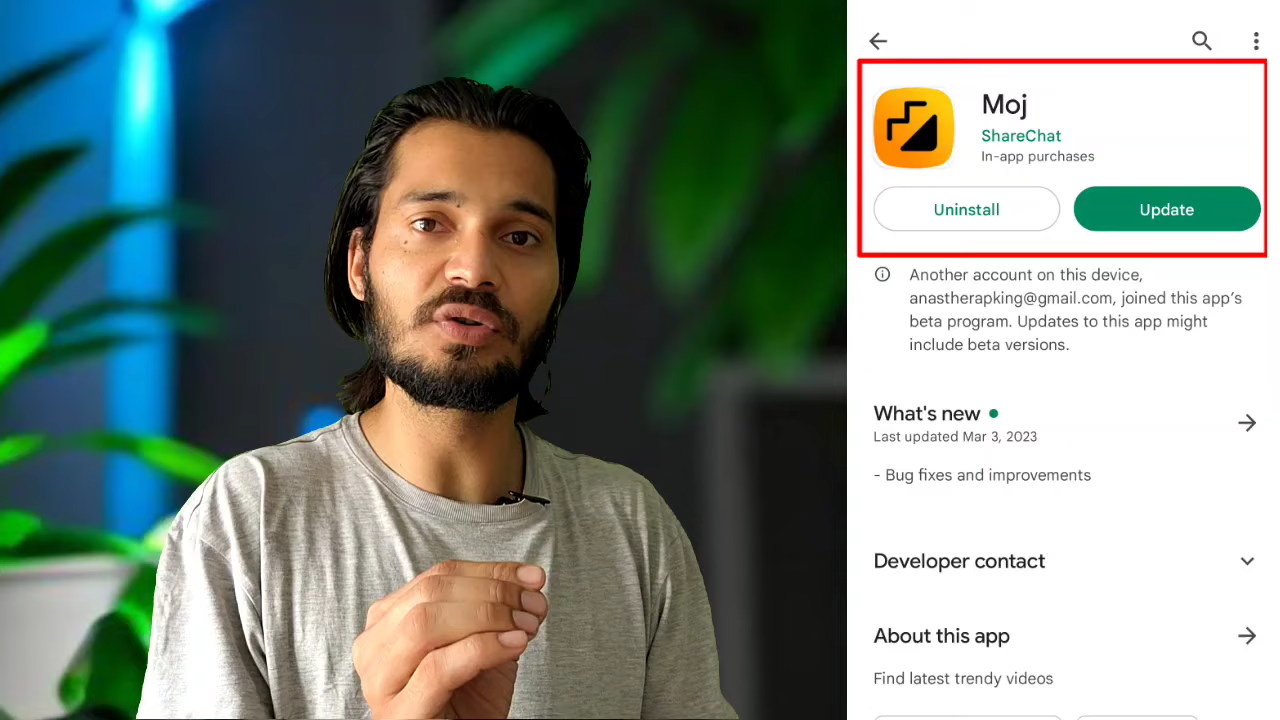 Moj
ShareChat
In-app purchases
Uninstall
Update
Another account on this device,
anastherapking@gmail.com, joined this app’s
beta program. Updates to this app might
include beta versions.
What's new
Last updated Mar 3, 2023
- Bug fixes and improvements
Developer contact
About this app
Find latest trendy videos